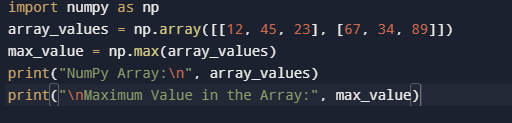 import numpy as np
array_values = np.array([[12, 45, 23], [67, 34, 89]])
max_value = np.max(array_values)
print("NumPy Array:\n", array_values)
print("\nMaximum Value in the Array:", max_value)